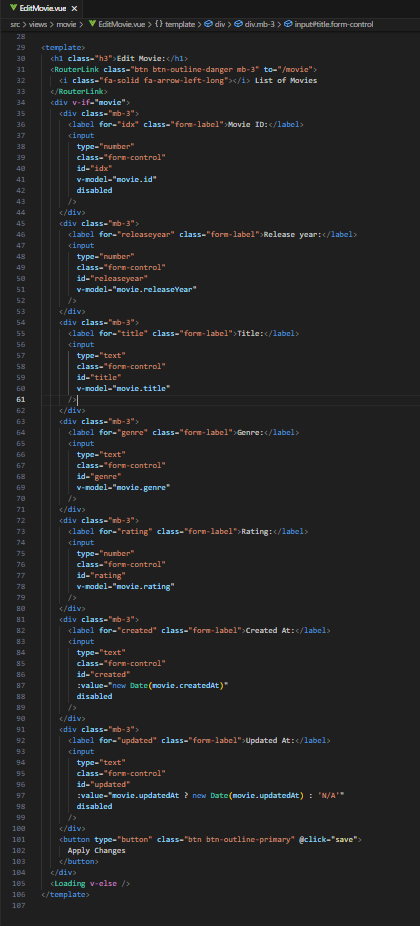 EditMovie.vue ×
src > views > movie > EditMovie.vue > {} template > div > div.mb-3 > input#title.form-control
28
29 <template>
30 <h1 class="h3">Edit Movie:</h1>
31 <RouterLink class="btn btn-outline-danger mb-3" to="/movie">
32 <i class="fa-solid fa-arrow-left-long"></i> List of Movies
33 </RouterLink>
34 <div v-if="movie">
35 <div class="mb-3">
36 <label for="idx" class="form-label">Movie ID:</label>
37 <input
38 type="number"
39 class="form-control"
40 id="idx"
41 v-model="movie.id"
42 disabled
43 />
44 </div>
45 <div class="mb-3">
46 <label for="releaseyear" class="form-label">Release year:</label>
47 <input
48 type="number"
49 class="form-control"
50 id="releaseyear"
51 v-model="movie.releaseYear"
52 />
53 </div>
54 <div class="mb-3">
55 <label for="title" class="form-label">Title:</label>
56 <input
57 type="text"
58 class="form-control"
59 id="title"
60 v-model="movie.title"
61 />
62 </div>
63 <div class="mb-3">
64 <label for="genre" class="form-label">Genre:</label>
65 <input
66 type="text"
67 class="form-control"
68 id="genre"
69 v-model="movie.genre"
70 />
71 </div>
72 <div class="mb-3">
73 <label for="rating" class="form-label">Rating:</label>
74 <input
75 type="number"
76 class="form-control"
77 id="rating"
78 v-model="movie.rating"
79 />
80 </div>
81 <div class="mb-3">
82 <label for="created" class="form-label">Created At:</label>
83 <input
84 type="text"
85 class="form-control"
86 id="created"
87 :value="new Date(movie.createdAt)"
88 disabled
89 />
90 </div>
91 <div class="mb-3">
92 <label for="updated" class="form-label">Updated At:</label>
93 <input
94 type="text"
95 class="form-control"
96 id="updated"
97 :value="movie.updatedAt ? new Date(movie.updatedAt) : 'N/A'"
98 disabled
99 />
100 </div>
101 <button type="button" class="btn btn-outline-primary" @click="save">
102 Apply Changes
103 </button>
104 </div>
105 <Loading v-else />
106 </template>
107